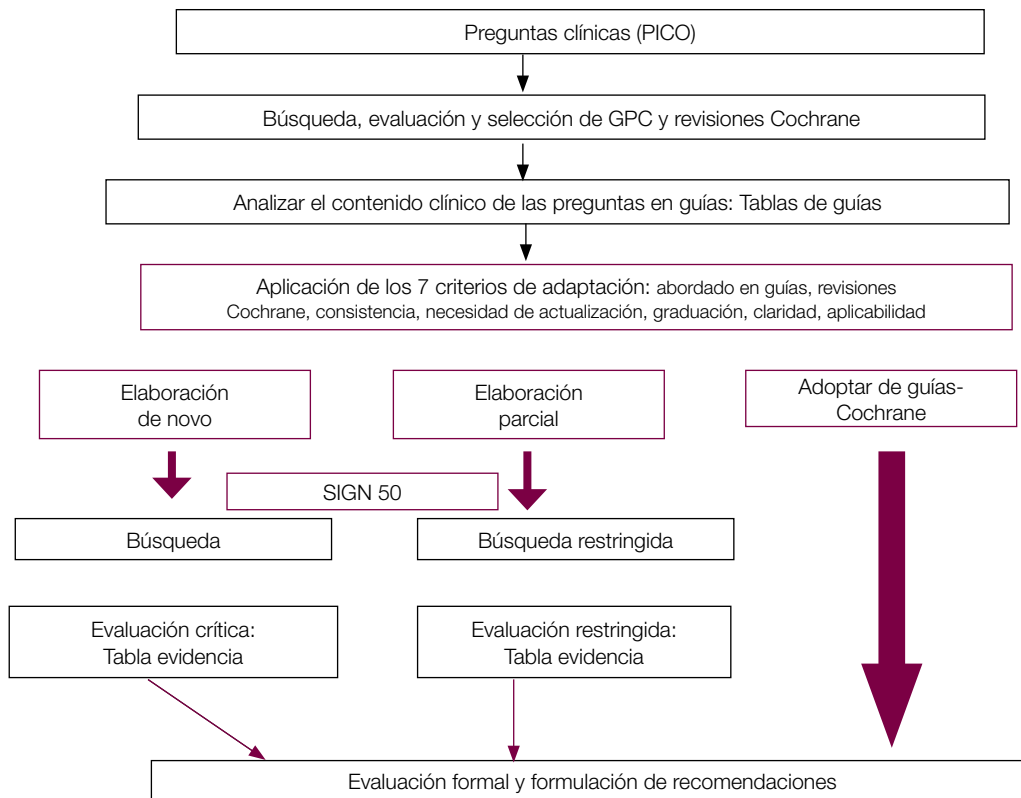 Preguntas clínicas (PICO)
Búsqueda, evaluación y selección de GPC y revisiones Cochrane
Analizar el contenido clínico de las preguntas en guías: Tablas de guías
Aplicación de los 7 criterios de adaptación: abordado en guías, revisiones
Cochrane, consistencia, necesidad de actualización, graduación, claridad, aplicabilidad
Elaboración
de novo
Elaboración
parcial
Adoptar de guías-
Cochrane
SIGN 50
Búsqueda
Búsqueda restringida
Evaluación crítica:
Tabla evidencia
Evaluación restringida:
Tabla evidencia
Evaluación formal y formulación de recomendaciones